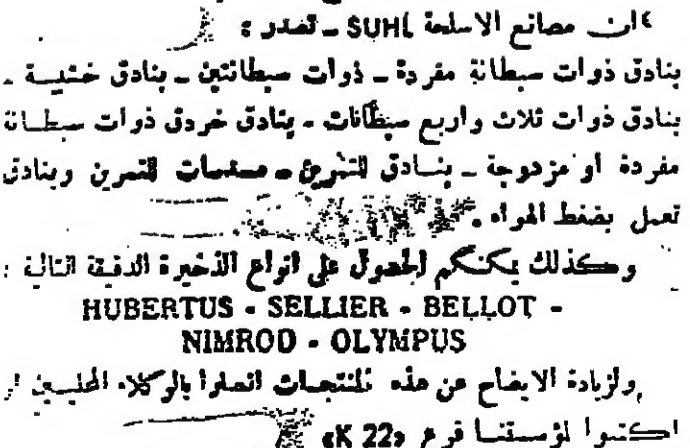 ان مصانع الاسلحة SUHL ـ تصدر :
بنادق ذوات سبطانة مفردة ـ ذوات سبطانتين ـ بنادق خشبية ـ
بنادق ذوات ثلاث واربع سبطانات ـ بنادق خردق ذوات سبطانة
مفردة او مزدوجة ـ بنادق للتمرين ـ مسدسات للتمرين وبنادق
تعمل بضغط الهواء .
وكذلك يمكنكم الحصول على انواع الذخيرة الدقيقة التالية :
HUBERTUS - SELLIER - BELLOT -
NIMROD - OLYMPUS
ولزيادة الايضاح عن هذه المنتجات اتصلوا بالوكلاء المحليين او
اكتبوا لمؤسستنا فرع «K 22»